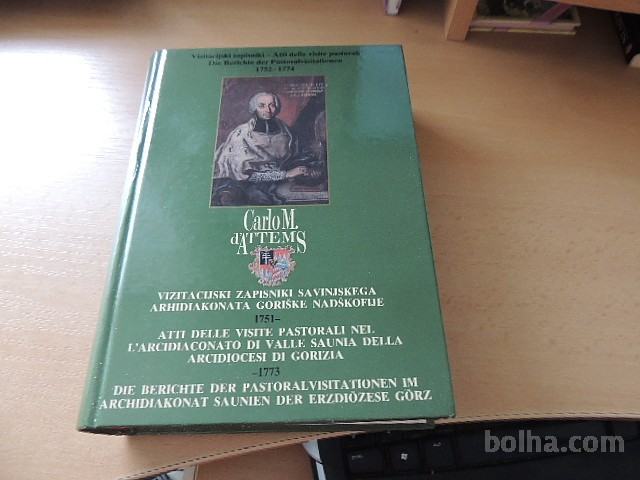 Vizitacijski zapisniki – Atti delle visite pastorali
Die Berichte der Pastoralvisitationen
1752–1774
Carlo M.
d'ATTEMS
VIZITACIJSKI ZAPISNIKI SAVINJSKEGA
ARHIDIAKONATA GORIŠKE NADŠKOFIJE
1751–
ATTI DELLE VISITE PASTORALI NEL
L'ARCIDIACONATO DI VALLE SAUNIA DELLA
ARCIDIOCESI DI GORIZIA
–1773
DIE BERICHTE DER PASTORALVISITATIONEN IM
ARCHIDIAKONAT SAUNIEN DER ERZDIÖZESE GÖRZ
bolha.com